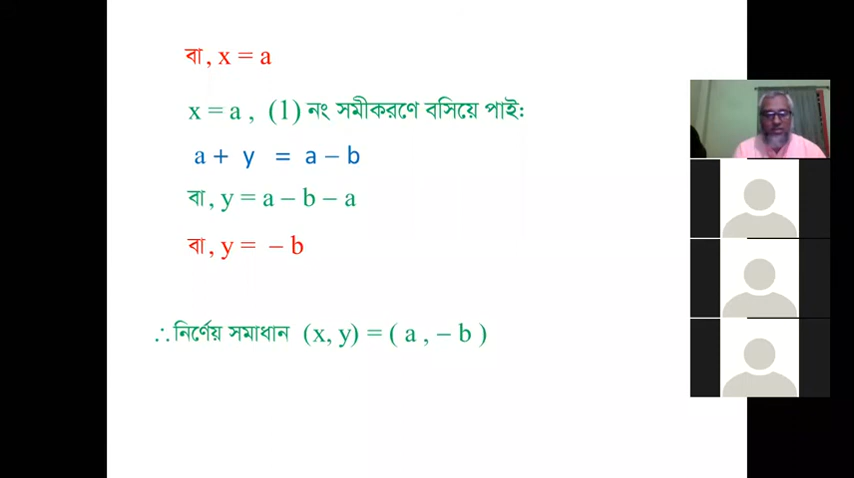 বা, x = a
x = a , (1) নং সমীকরণে বসিয়ে পাই:
a + y = a – b
বা, y = a – b – a
বা, y = – b
∴ নির্ণেয় সমাধান (x, y) = ( a , – b )